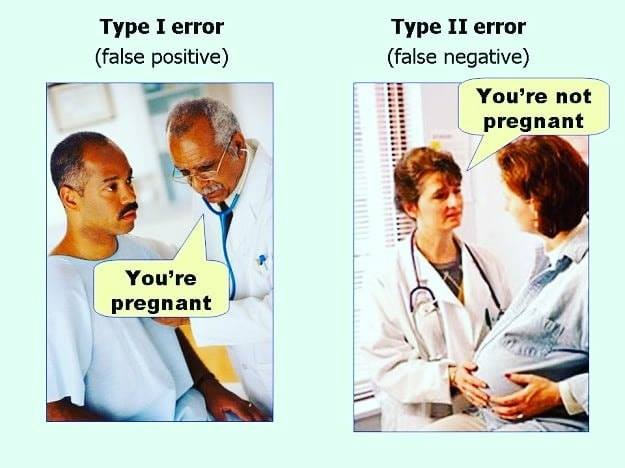 Type I error
(false positive)
You're
pregnant
Type II error
(false negative)
You're not
pregnant